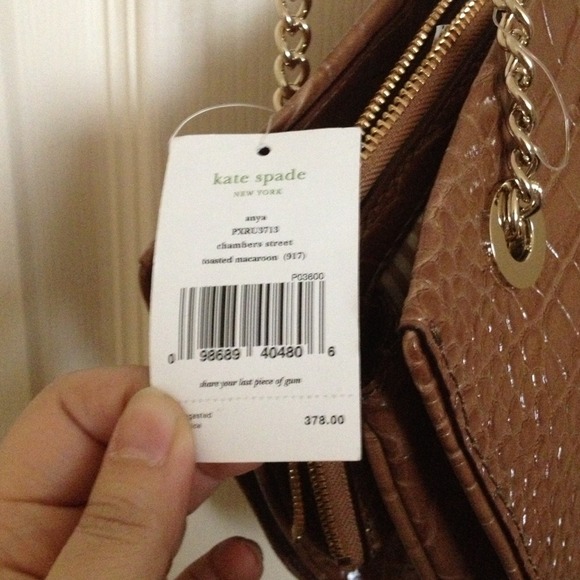 kate spade
NEW YORK
anya
PXRU3713
chambers street
toasted macaroon (917)
P03600
0 98689 40480 6
share your last piece of gum
378.00